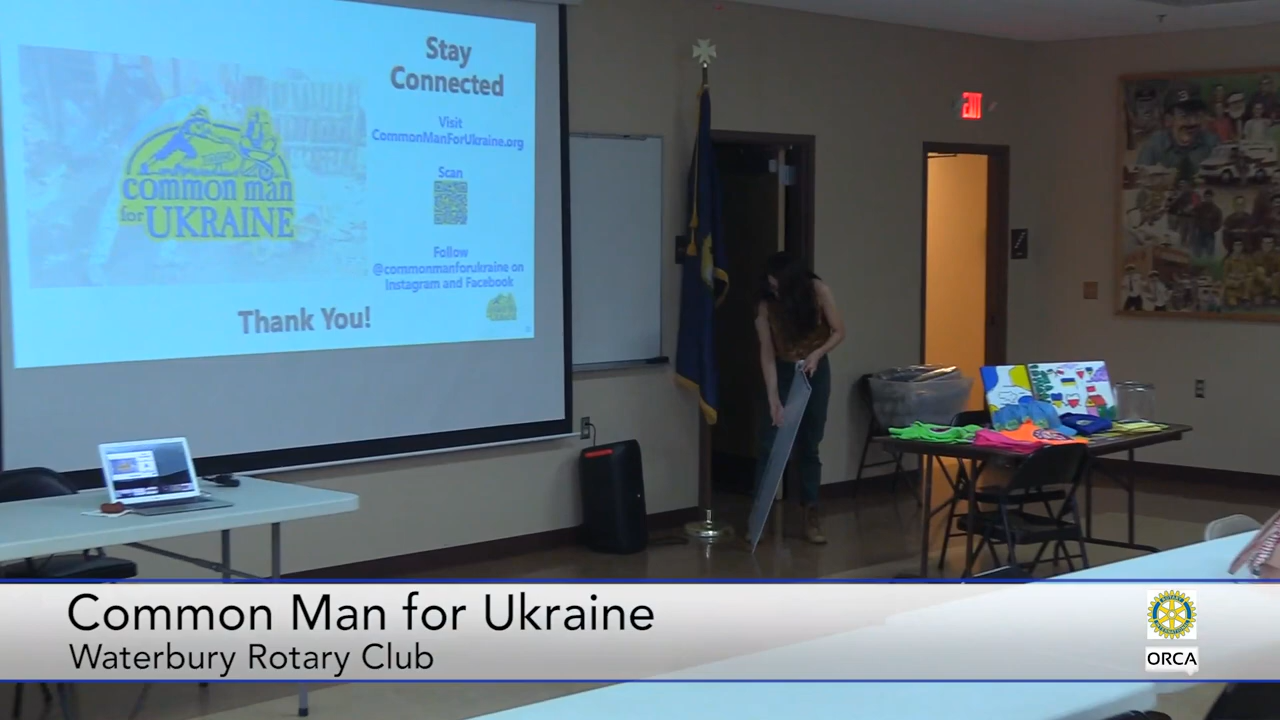 Stay
Connected
Visit
CommonManForUkraine.org
Scan
Follow
@commonmanforukraine on
Instagram and Facebook
common man
for UKRAINE
Thank You!
EXIT
Common Man for Ukraine
Waterbury Rotary Club
ORCA